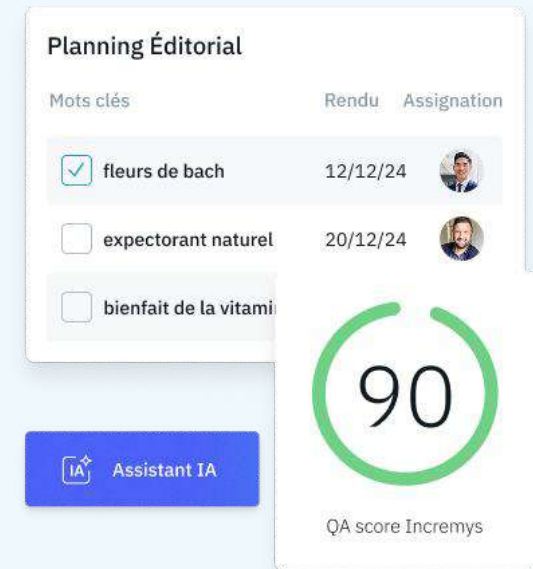 Planning Éditorial
Mots clés Rendu Assignation
fleurs de bach 12/12/24
expectorant naturel 20/12/24
bienfait de la
90
IA Assistant IA
QA score Incremys